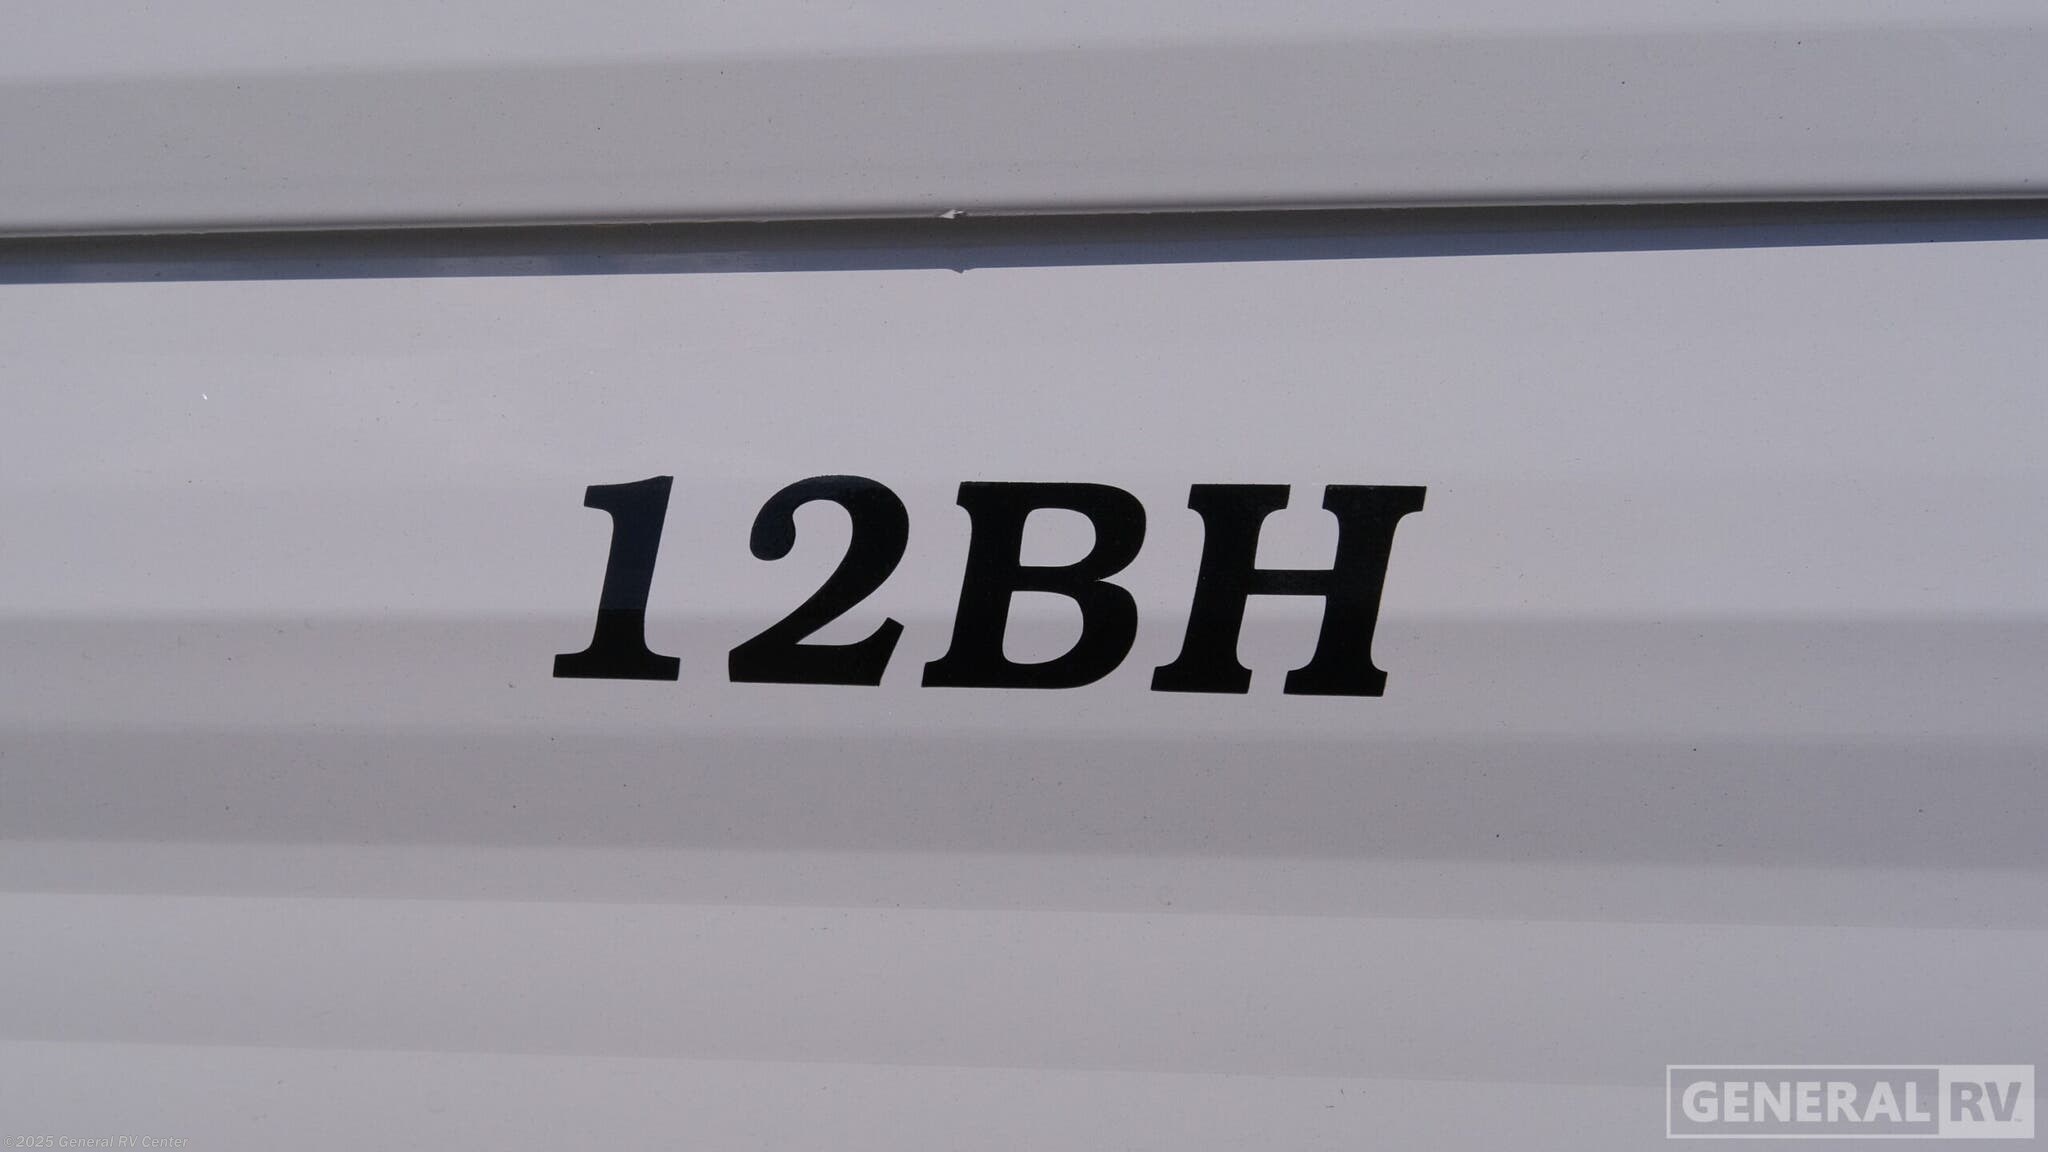 12BH
GENERAL RV
©2025 General RV Center